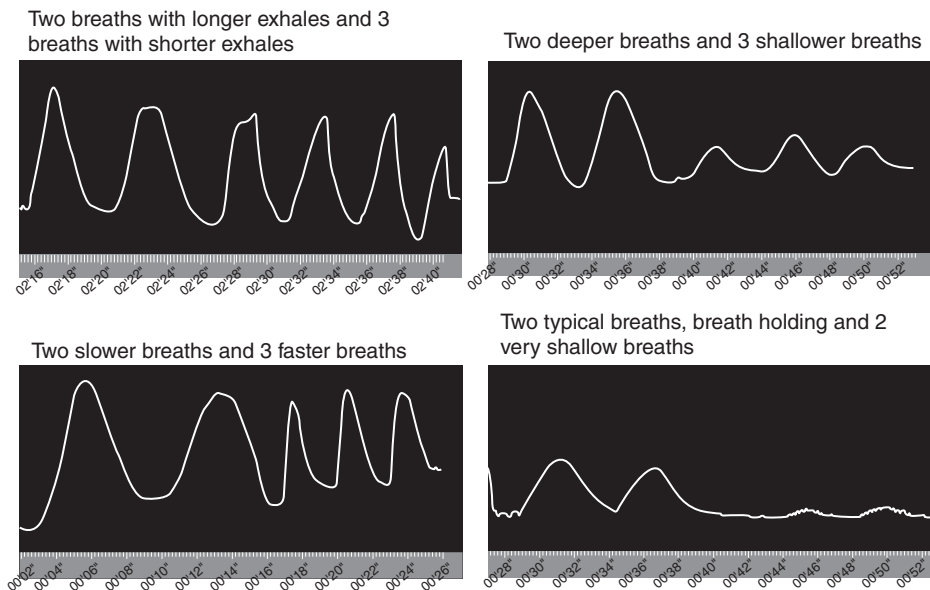 Two breaths with longer exhales and 3
breaths with shorter exhales
02'16" 02'18" 02'20" 02'22" 02'24" 02'26" 02'28" 02'30" 02'32" 02'34" 02'36" 02'38" 02'40"
Two deeper breaths and 3 shallower breaths
00'28" 00'30" 00'32" 00'34" 00'36" 00'38" 00'40" 00'42" 00'44" 00'46" 00'48" 00'50" 00'52"
Two slower breaths and 3 faster breaths
00'02" 00'04" 00'06" 00'08" 00'10" 00'12" 00'14" 00'16" 00'18" 00'20" 00'22" 00'24" 00'26"
Two typical breaths, breath holding and 2
very shallow breaths
00'28" 00'30" 00'32" 00'34" 00'36" 00'38" 00'40" 00'42" 00'44" 00'46" 00'48" 00'50" 00'52"